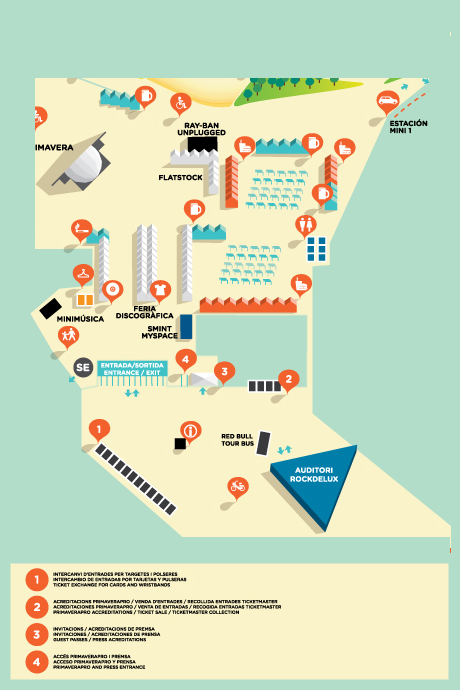 RAY-BAN
UNPLUGGED
ESTACIÓN
MINI 1
IMAVERA
FLATSTOCK
MINIMÚSICA
FERIA
DISCOGRÀFICA
SMINT
MYSPACE
SE
ENTRADA/SORTIDA
ENTRANCE / EXIT
4
3
2
1
RED BULL
TOUR BUS
AUDITORI
ROCKDELUX
1
INTERCANVI D'ENTRADES PER TARGETES I POLSERES
INTERCAMBIO DE ENTRADAS POR TARJETAS Y PULSERAS
TICKET EXCHANGE FOR CARDS AND WRISTBANDS
2
ACREDITACIONS PRIMAVERAPRO / VENDA D'ENTRADES / RECOLLIDA ENTRADES TICKETMASTER
ACREDITACIONES PRIMAVERAPRO / VENTA DE ENTRADAS / RECOGIDA ENTRADAS TICKETMASTER
PRIMAVERAPRO ACCREDITATIONS / TICKET SALE / TICKETMASTER COLLECTION
3
INVITACIONS / ACREDITACIONS DE PREMSA
INVITACIONES / ACREDITACIONES DE PRENSA
GUEST PASSES / PRESS ACREDITATIONS
4
ACCÉS PRIMAVERAPRO I PREMSA
ACCESO PRIMAVERAPRO Y PRENSA
PRIMAVERAPRO AND PRESS ENTRANCE